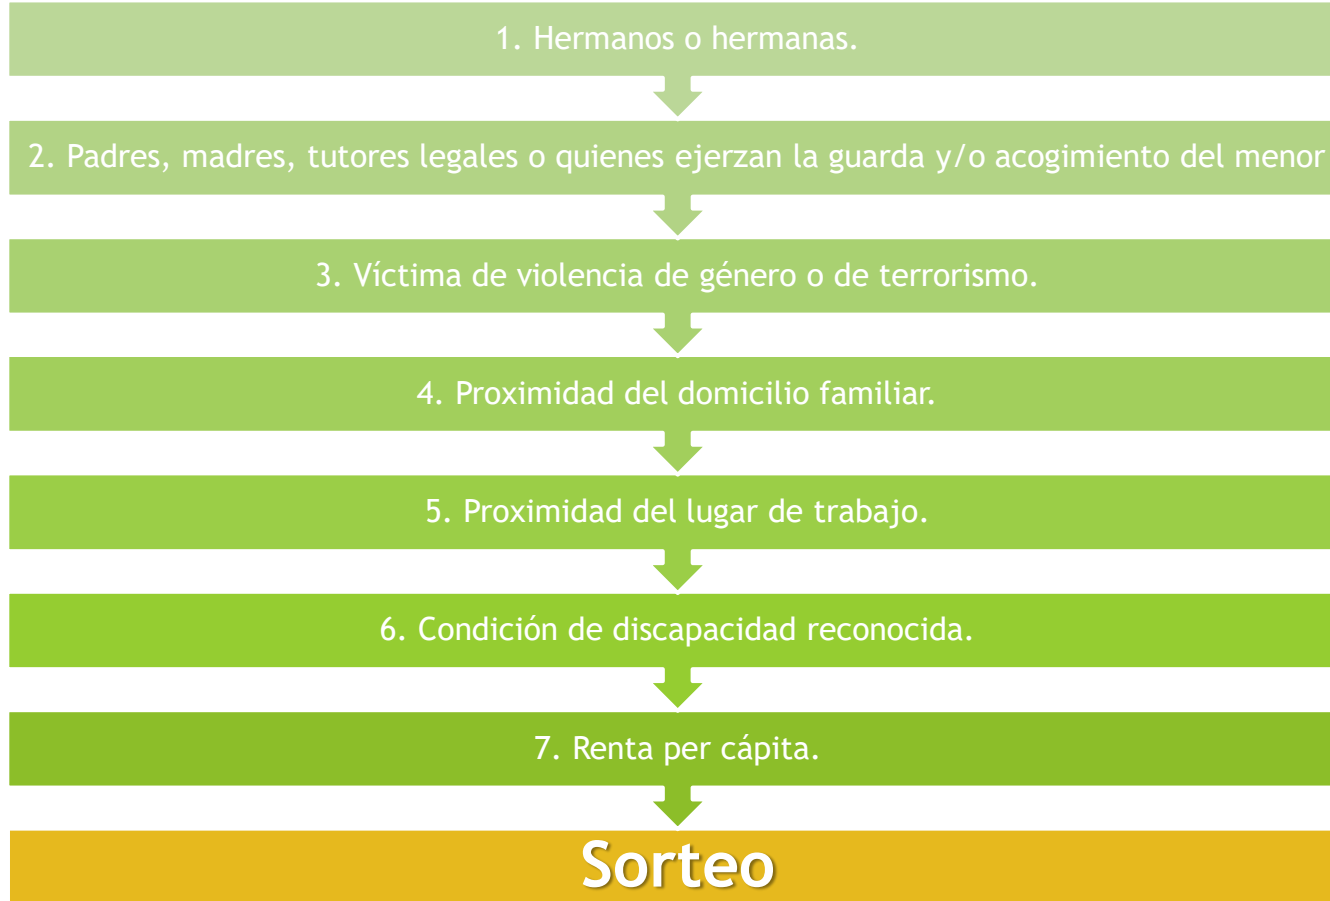 1. Hermanos o hermanas.
2. Padres, madres, tutores legales o quienes ejerzan la guarda y/o acogimiento del menor
3. Víctima de violencia de género o de terrorismo.
4. Proximidad del domicilio familiar.
5. Proximidad del lugar de trabajo.
6. Condición de discapacidad reconocida.
7. Renta per cápita.
Sorteo